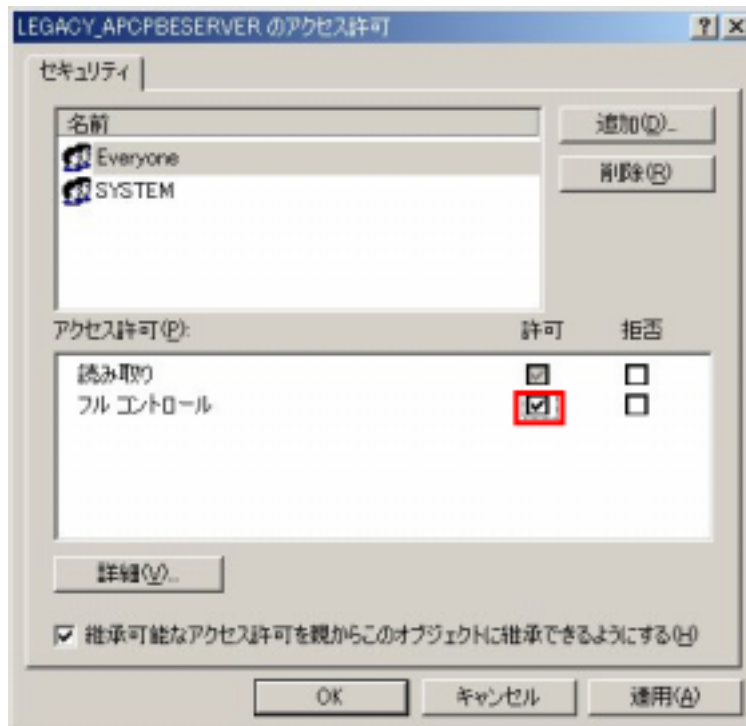 LEGACY_APCPBESERVER のアクセス許可
セキュリティ
名前
追加(D)...
Everyone
削除(R)
SYSTEM
アクセス許可(P):
許可
拒否
読み取り
フル コントロール
詳細(V)...
継承可能なアクセス許可を親からこのオブジェクトに継承できるようにする(H)
OK
キャンセル
適用(A)